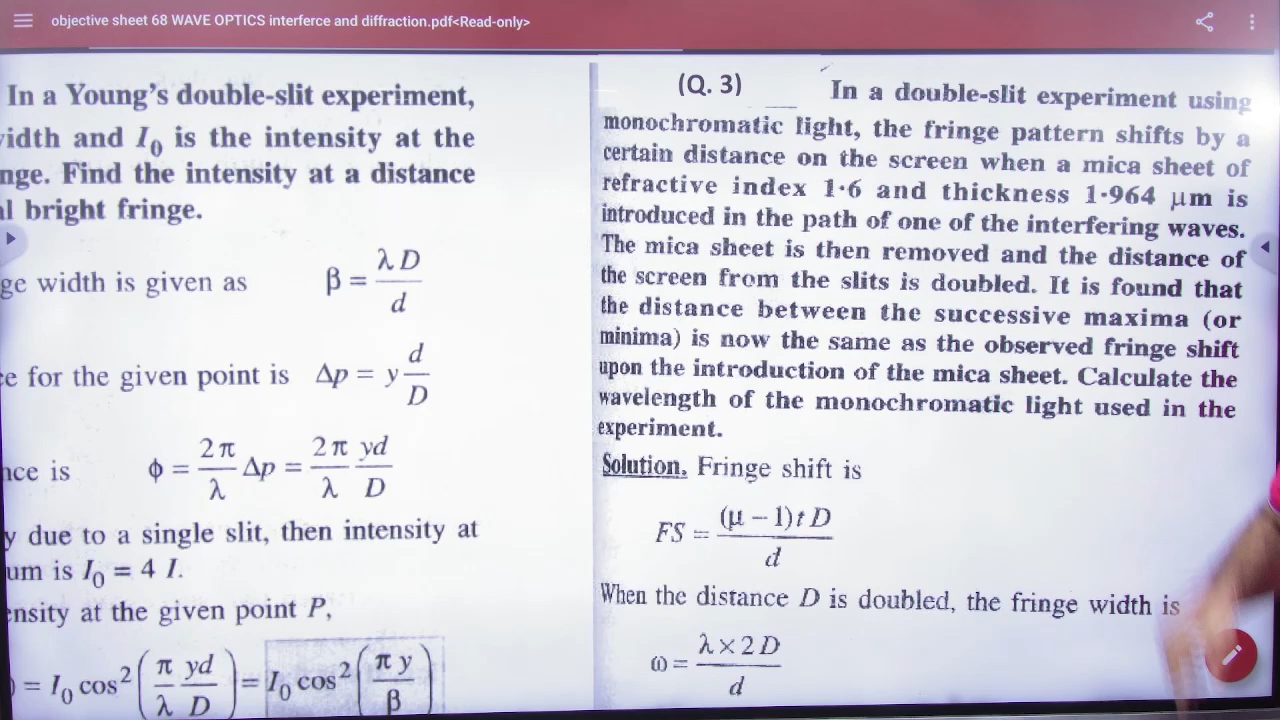 objective sheet 68 WAVE OPTICS interferce and diffraction.pdf<Read-only>
In a Young's double-slit experiment,
width and I₀ is the intensity at the
nge. Find the intensity at a distance
l bright fringe.
ge width is given as β = λ D / d
e for the given point is Δp = y d / D
nce is φ = 2π / λ Δp = 2π / λ yd / D
y due to a single slit, then intensity at
um is I₀ = 4 I.
ensity at the given point P,
) = I₀ cos² (π / λ yd / D) = I₀ cos² (π y / β)
(Q. 3) In a double-slit experiment using
monochromatic light, the fringe pattern shifts by a
certain distance on the screen when a mica sheet of
refractive index 1·6 and thickness 1·964 μm is
introduced in the path of one of the interfering waves.
The mica sheet is then removed and the distance of
the screen from the slits is doubled. It is found that
the distance between the successive maxima (or
minima) is now the same as the observed fringe shift
upon the introduction of the mica sheet. Calculate the
wavelength of the monochromatic light used in the
experiment.
Solution. Fringe shift is
FS = (μ – 1) t D / d
When the distance D is doubled, the fringe width is
ω = λ × 2 D / d